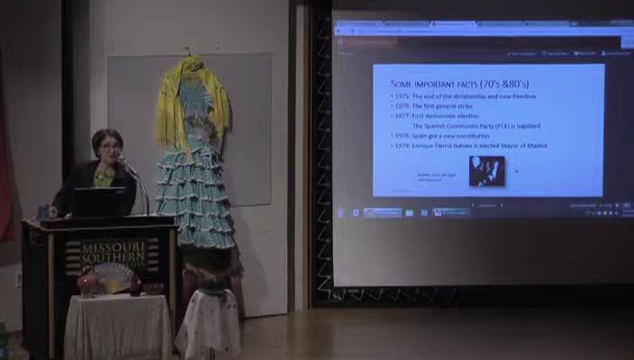 SOME IMPORTANT FACTS (70'S &80'S)
1975: The end of the dictatorship and new freedom
1976: The first general strike
1977: First democratic election
The Spanish Communist Party (PCE) is legalized
1978: Spain got a new constitution
1979: Enrique Tierno Galván is elected Mayor of Madrid
MISSOURI
SOUTHERN